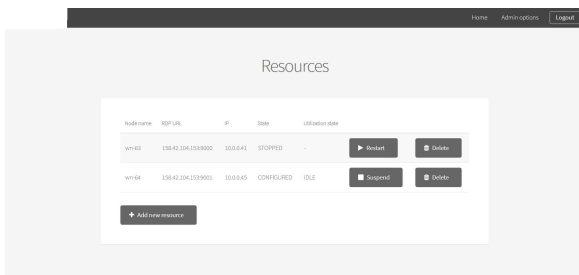 Home Admin options Logout
Resources
Node name RDP URL IP State Utilization state
wn-63 158.42.104.153:9000 10.0.0.41 STOPPED - Restart Delete
wn-64 158.42.104.153:9001 10.0.0.45 CONFIGURED IDLE Suspend Delete
+ Add new resource